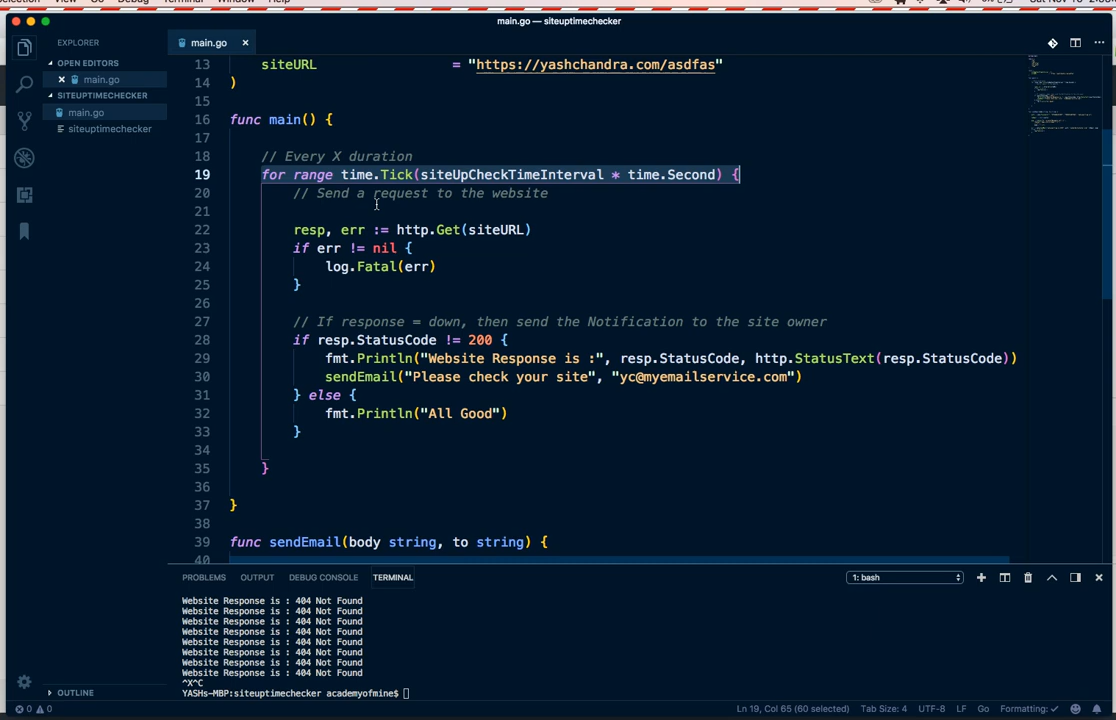 main.go — siteuptimechecker
EXPLORER
OPEN EDITORS
main.go
SITEUPTIMECHECKER
main.go
siteuptimechecker
OUTLINE
main.go
13 siteURL = "https://yashchandra.com/asdfas"
14 )
15
16 func main() {
17
18 // Every X duration
19 for range time.Tick(siteUpCheckTimeInterval * time.Second) {
20 // Send a request to the website
21
22 resp, err := http.Get(siteURL)
23 if err != nil {
24 log.Fatal(err)
25 }
26
27 // If response = down, then send the Notification to the site owner
28 if resp.StatusCode != 200 {
29 fmt.Println("Website Response is :", resp.StatusCode, http.StatusText(resp.StatusCode))
30 sendEmail("Please check your site", "yc@myemailservice.com")
31 } else {
32 fmt.Println("All Good")
33 }
34
35 }
36
37 }
38
39 func sendEmail(body string, to string) {
40
PROBLEMS OUTPUT DEBUG CONSOLE TERMINAL 1: bash
Website Response is : 404 Not Found
Website Response is : 404 Not Found
Website Response is : 404 Not Found
Website Response is : 404 Not Found
Website Response is : 404 Not Found
Website Response is : 404 Not Found
Website Response is : 404 Not Found
Website Response is : 404 Not Found
^X^C
YASHs-MBP:siteuptimechecker academyofmine$
0 0 Ln 19, Col 65 (60 selected) Tab Size: 4 UTF-8 LF Go Formatting: ✓